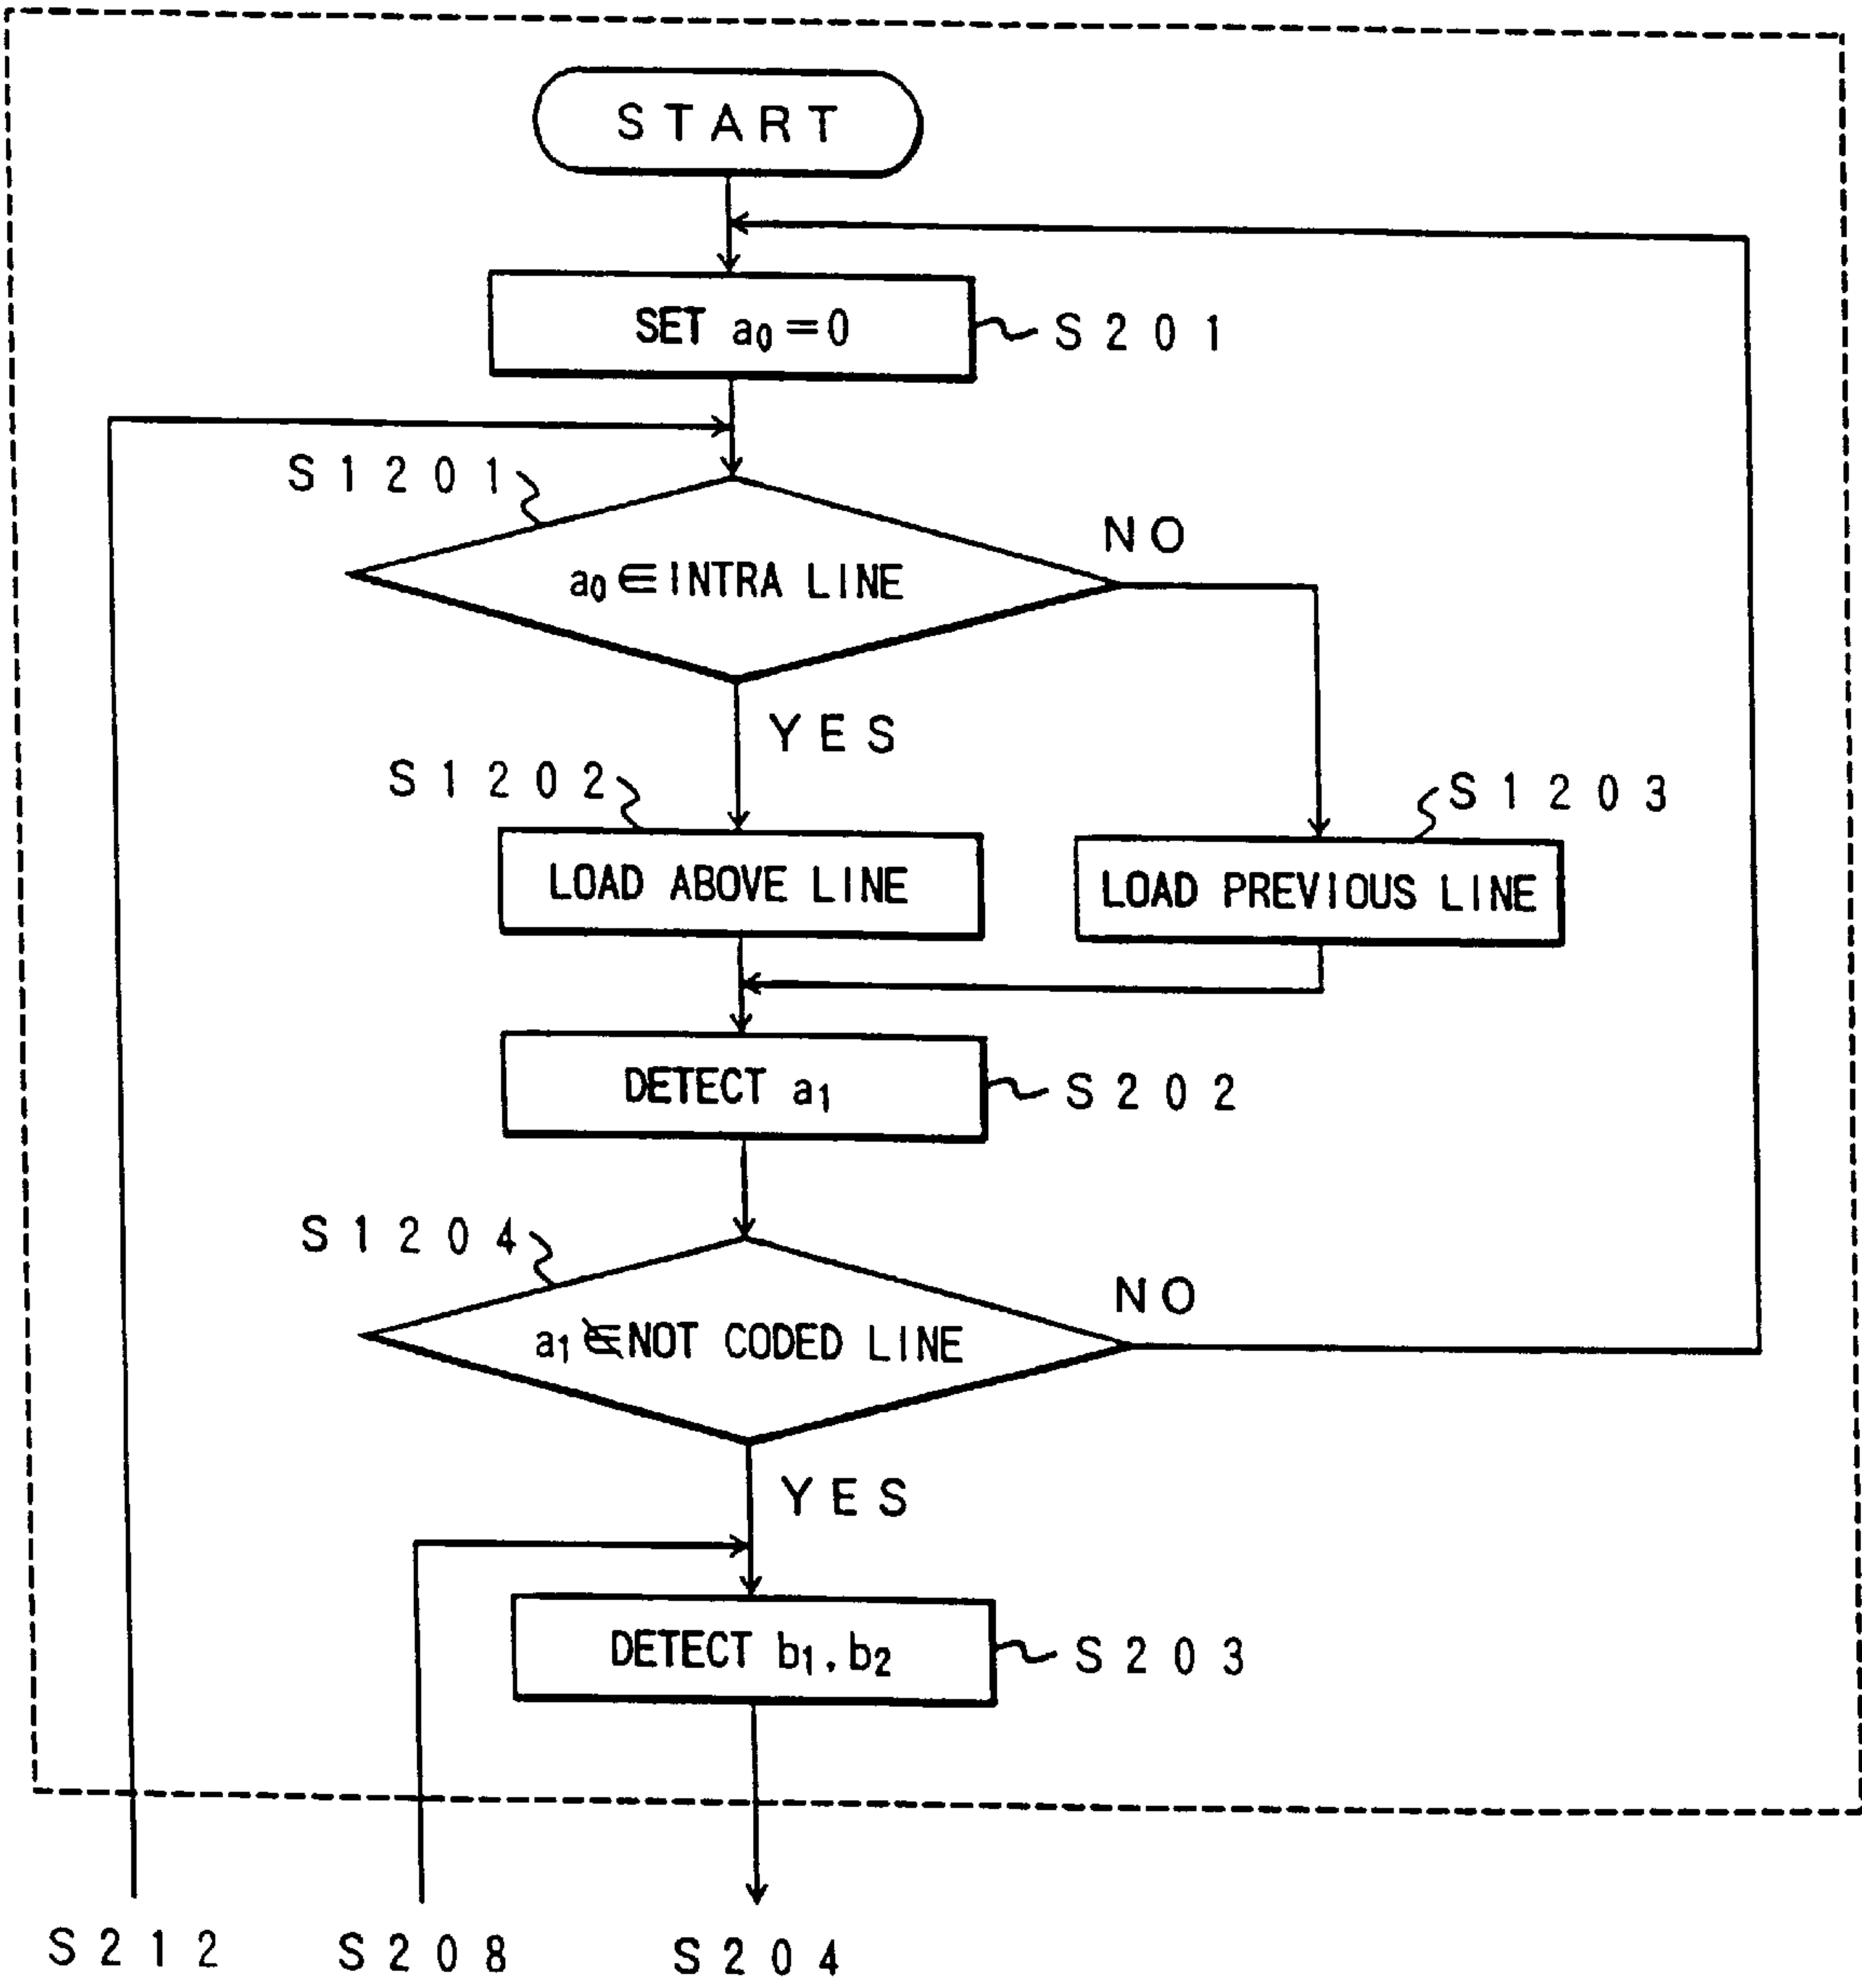 START
SET a₀=0
S201
S1201
a₀∈INTRA LINE
NO
YES
S1202
S1203
LOAD ABOVE LINE
LOAD PREVIOUS LINE
DETECT a₁
S202
S1204
a₁∉NOT CODED LINE
NO
YES
DETECT b₁,b₂
S203
S212
S208
S204